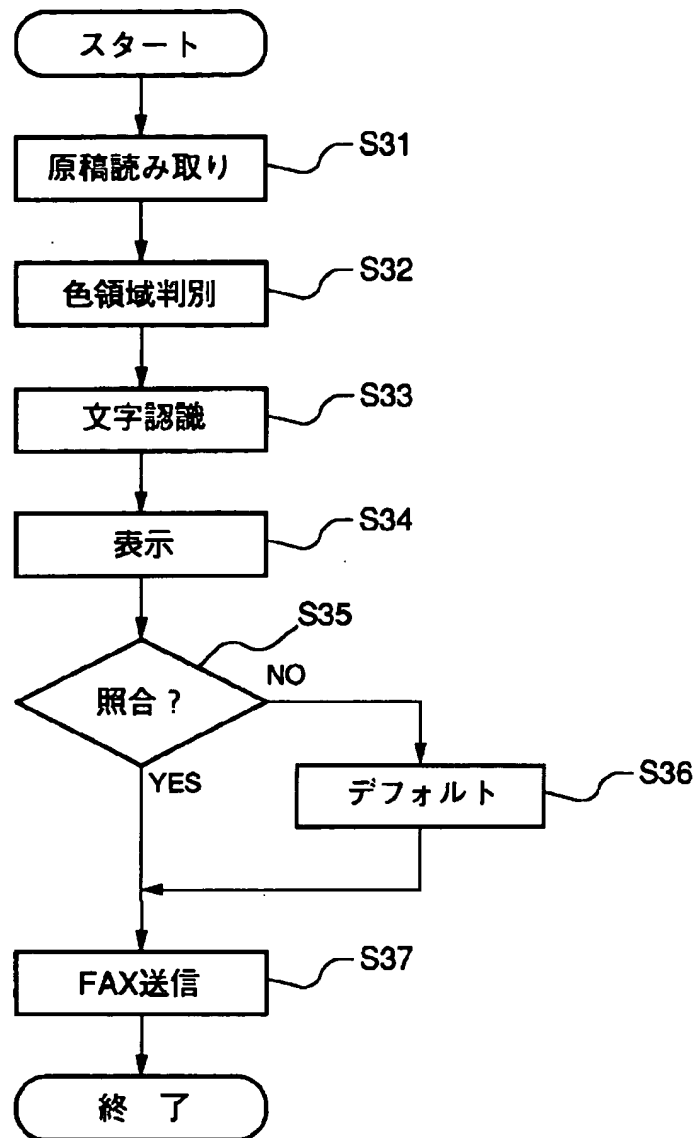 スタート
原稿読み取り
S31
色領域判別
S32
文字認識
S33
表示
S34
S35
照合？
NO
YES
デフォルト
S36
FAX送信
S37
終 了